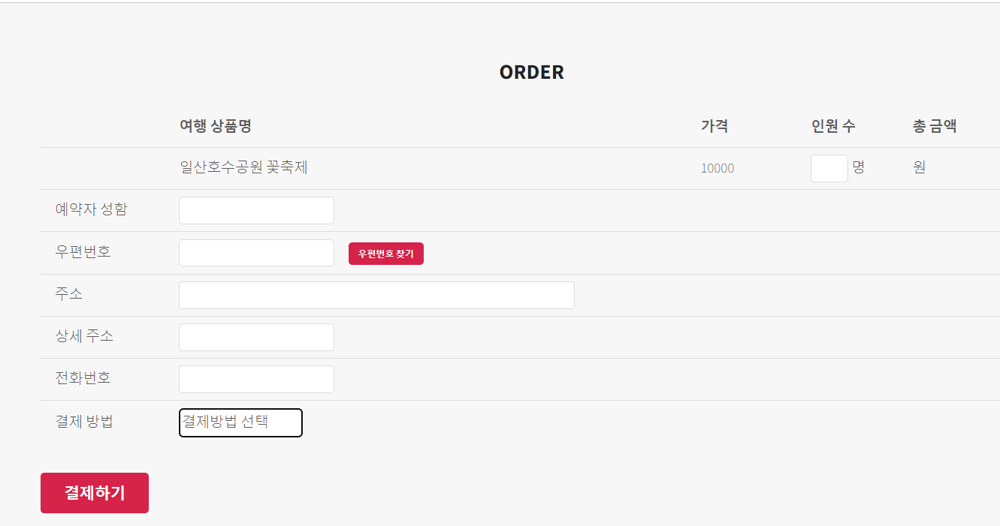 ORDER
여행 상품명 가격 인원 수 총 금액
일산호수공원 꽃축제 10000 명 원
예약자 성함
우편번호 우편번호 찾기
주소
상세 주소
전화번호
결제 방법 결제방법 선택
결제하기